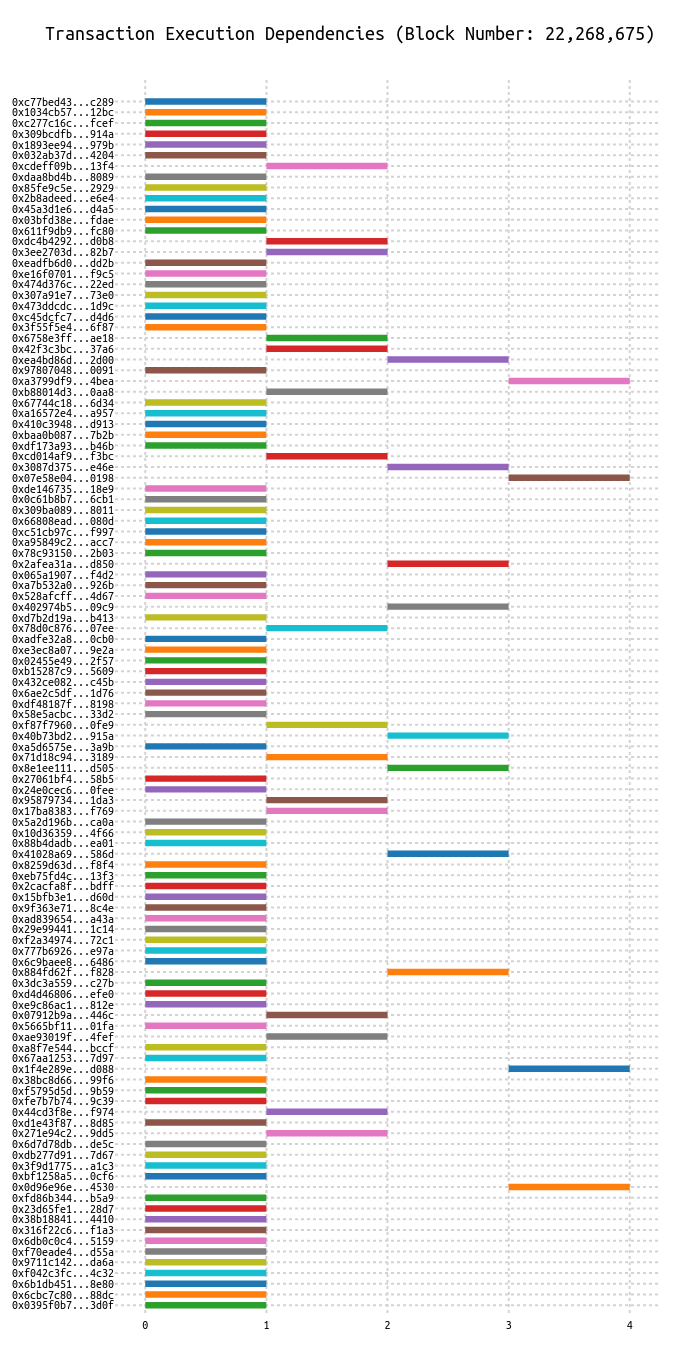 Transaction Execution Dependencies (Block Number: 22,268,675)
0xc77bed43...c289
0x1034cb57...12bc
0xc277c16c...fcef
0x309bcdfb...914a
0x1893ee94...979b
0x032ab37d...4204
0xcdeff09b...13f4
0xdaa8bd4b...8089
0x85fe9c5e...2929
0x2b8adeed...e6e4
0x45a3d1e6...d4a5
0x03bfd38e...fdae
0x611f9db9...fc80
0xdc4b4292...d0b8
0x3ee2703d...82b7
0xeadfb6d0...dd2b
0xe16f0701...f9c5
0x474d376c...22ed
0x307a91e7...73e0
0x473ddcdc...1d9c
0xc45dcfc7...d4d6
0x3f55f5e4...6f87
0x6758e3ff...ae18
0x42f3c3bc...37a6
0xea4bd86d...2d00
0x97807048...0091
0xa3799df9...4bea
0xb88014d3...0aa8
0x67744c18...6d34
0xa16572e4...a957
0x410c3948...d913
0xbaa0b087...7b2b
0xdf173a93...b46b
0xcd014af9...f3bc
0x3087d375...e46e
0x07e58e04...0198
0xde146735...18e9
0x0c61b8b7...6cb1
0x309ba089...8011
0x66808ead...080d
0xc51cb97c...f997
0xa95849c2...acc7
0x78c93150...2b03
0x2afea31a...d850
0x065a1907...f4d2
0xa7b532a0...926b
0x528afcff...4d67
0x402974b5...09c9
0xd7b2d19a...b413
0x78d0c876...07ee
0xadfe32a8...0cb0
0xe3ec8a07...9e2a
0x02455e49...2f57
0xb15287c9...5609
0x432ce082...c45b
0x6ae2c5df...1d76
0xdf48187f...8198
0x58e5acbc...33d2
0xf87f7960...0fe9
0x40b73bd2...915a
0xa5d6575e...3a9b
0x71d18c94...3189
0x8e1ee111...d505
0x27061bf4...58b5
0x24e0cec6...0fee
0x95879734...1da3
0x17ba8383...f769
0x5a2d196b...ca0a
0x10d36359...4f66
0x88b4dadb...ea01
0x41028a69...586d
0x8259d63d...f8f4
0xeb75fd4c...13f3
0x2cacfa8f...bdff
0x15bfb3e1...d60d
0x9f363e71...8c4e
0xad839654...a43a
0x29e99441...1c14
0xf2a34974...72c1
0x777b6926...e97a
0x6c9baee8...6486
0x884fd62f...f828
0x3dc3a559...c27b
0xd4d46806...efe0
0xe9c86ac1...812e
0x07912b9a...446c
0x5665bf11...01fa
0xae93019f...4fef
0xa8f7e544...bccf
0x67aa1253...7d97
0x1f4e289e...d088
0x38bc8d66...99f6
0xf5795d5d...9b59
0xfe7b7b74...9c39
0x44cd3f8e...f974
0xd1e43f87...8d85
0x271e94c2...9dd5
0x6d7d78db...de5c
0xdb277d91...7d67
0x3f9d1775...a1c3
0xbf1258a5...0cf6
0x0d96e96e...4530
0xfd86b344...b5a9
0x23d65fe1...28d7
0x38b18841...4410
0x316f22c6...f1a3
0x6db0c0c4...5159
0xf70eade4...d55a
0x9711c142...da6a
0xf042c3fc...4c32
0x6b1db451...8e80
0x6cbc7c80...88dc
0x0395f0b7...3d0f
0 1 2 3 4